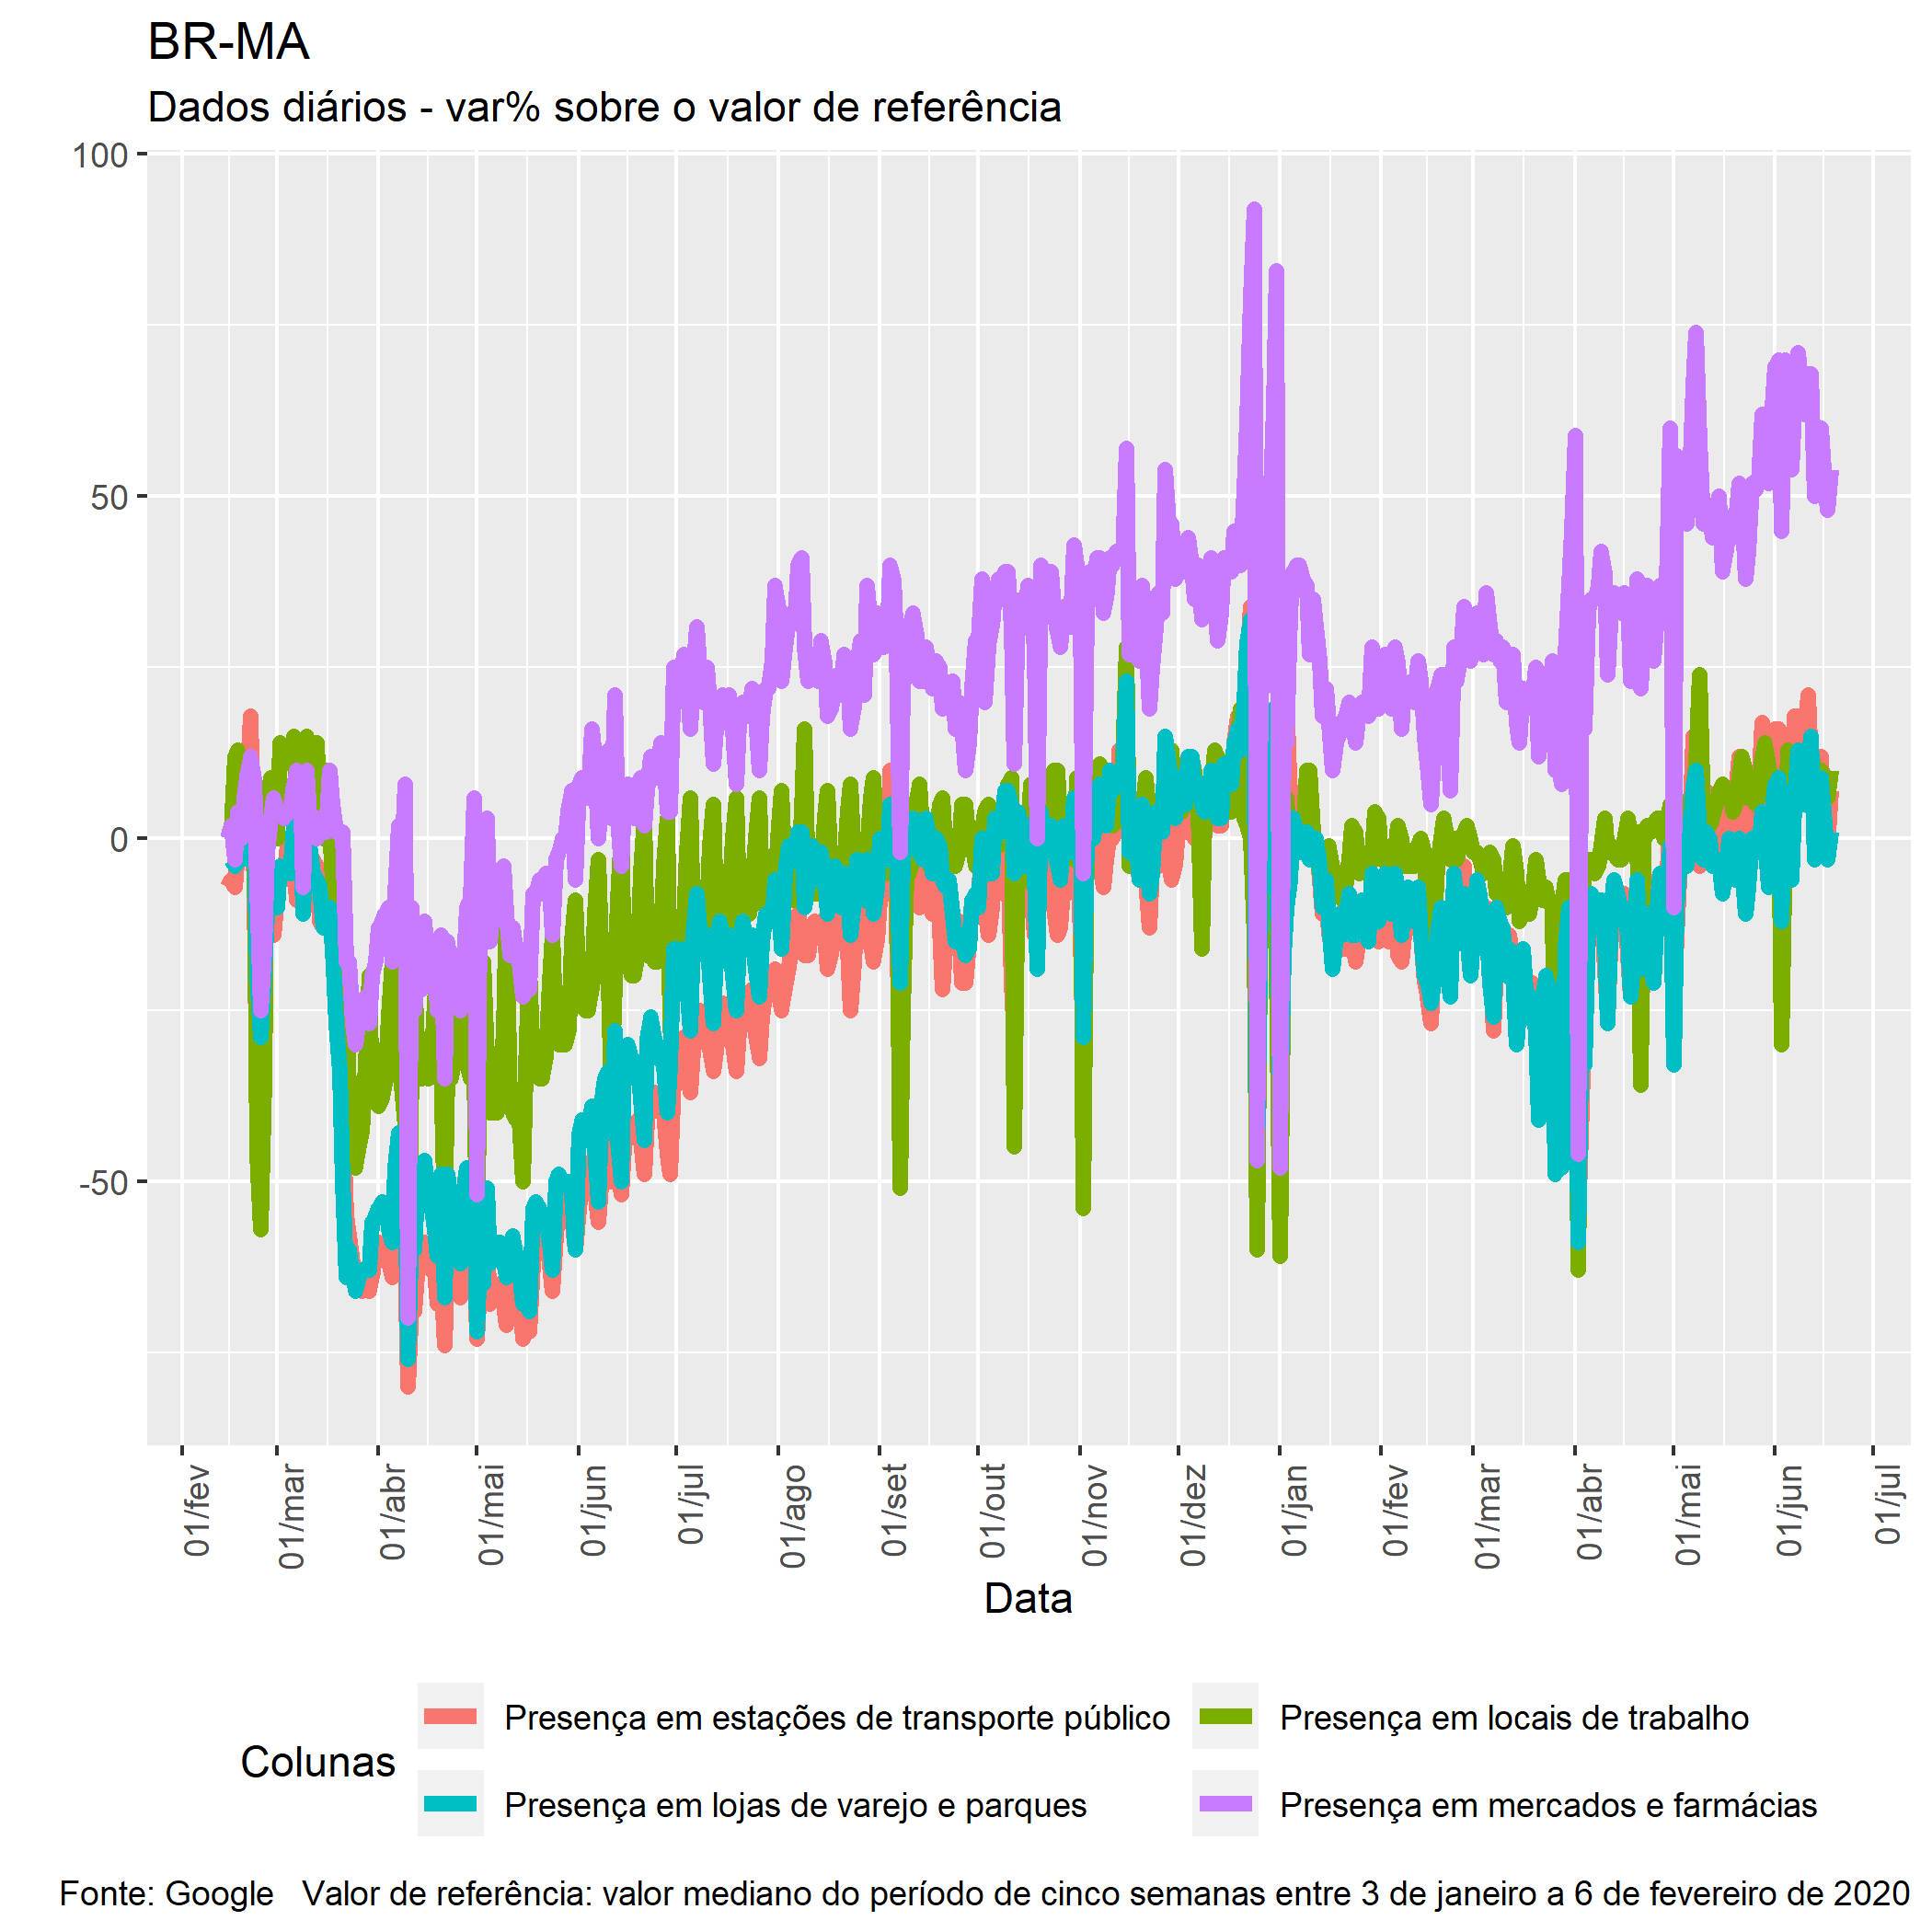 BR-MA
Dados diários - var% sobre o valor de referência
100
50
0
-50
01/fev
01/mar
01/abr
01/mai
01/jun
01/jul
01/ago
01/set
01/out
01/nov
01/dez
01/jan
01/fev
01/mar
01/abr
01/mai
01/jun
01/jul
Data
Colunas
Presença em estações de transporte público
Presença em locais de trabalho
Presença em lojas de varejo e parques
Presença em mercados e farmácias
Fonte: Google   Valor de referência: valor mediano do período de cinco semanas entre 3 de janeiro a 6 de fevereiro de 2020